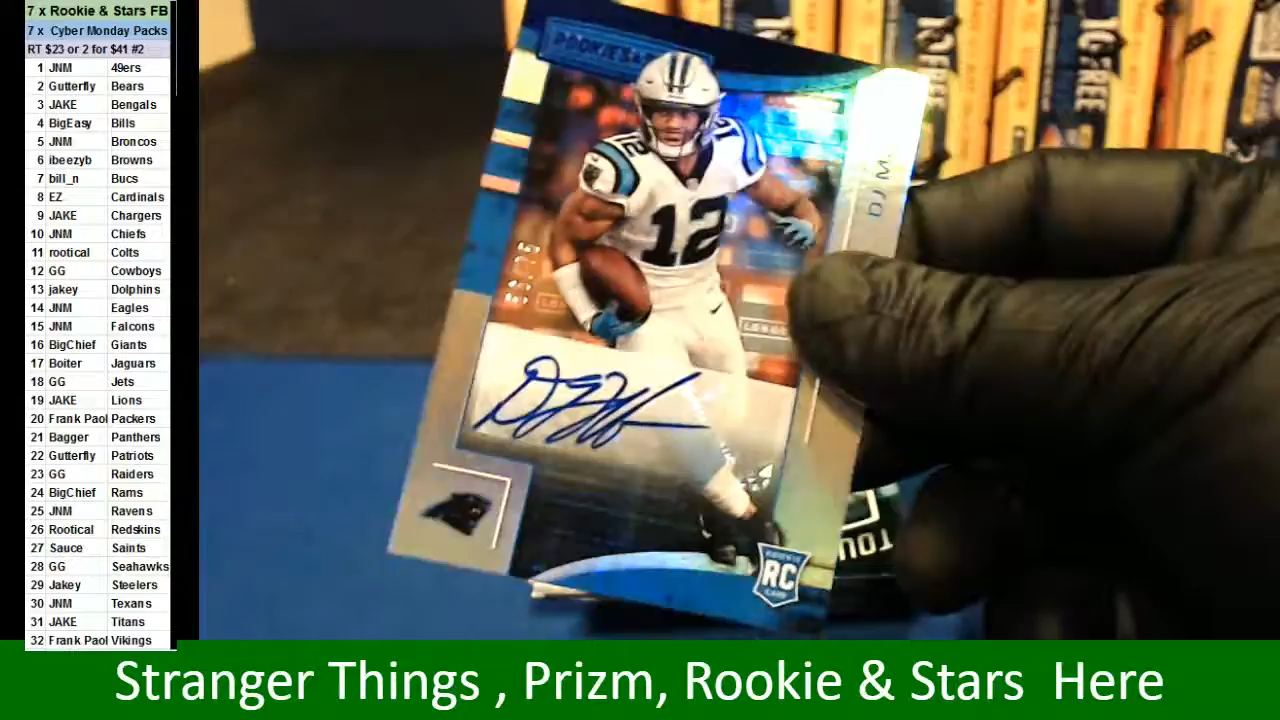 7 x Rookie & Stars FB
7 x Cyber Monday Packs
RT $23 or 2 for $41 #2
1 JNM 49ers
2 Gutterfly Bears
3 JAKE Bengals
4 BigEasy Bills
5 JNM Broncos
6 ibeezyb Browns
7 bill_n Bucs
8 EZ Cardinals
9 JAKE Chargers
10 JNM Chiefs
11 rootical Colts
12 GG Cowboys
13 jakey Dolphins
14 JNM Eagles
15 JNM Falcons
16 BigChief Giants
17 Boiter Jaguars
18 GG Jets
19 JAKE Lions
20 Frank Paol Packers
21 Bagger Panthers
22 Gutterfly Patriots
23 GG Raiders
24 BigChief Rams
25 JNM Ravens
26 Rootical Redskins
27 Sauce Saints
28 GG Seahawks
29 Jakey Steelers
30 JNM Texans
31 JAKE Titans
32 Frank Paol Vikings
12
12
12
DJ M
ROOKIE
RC
CARD
TOU
Stranger Things , Prizm, Rookie & Stars Here